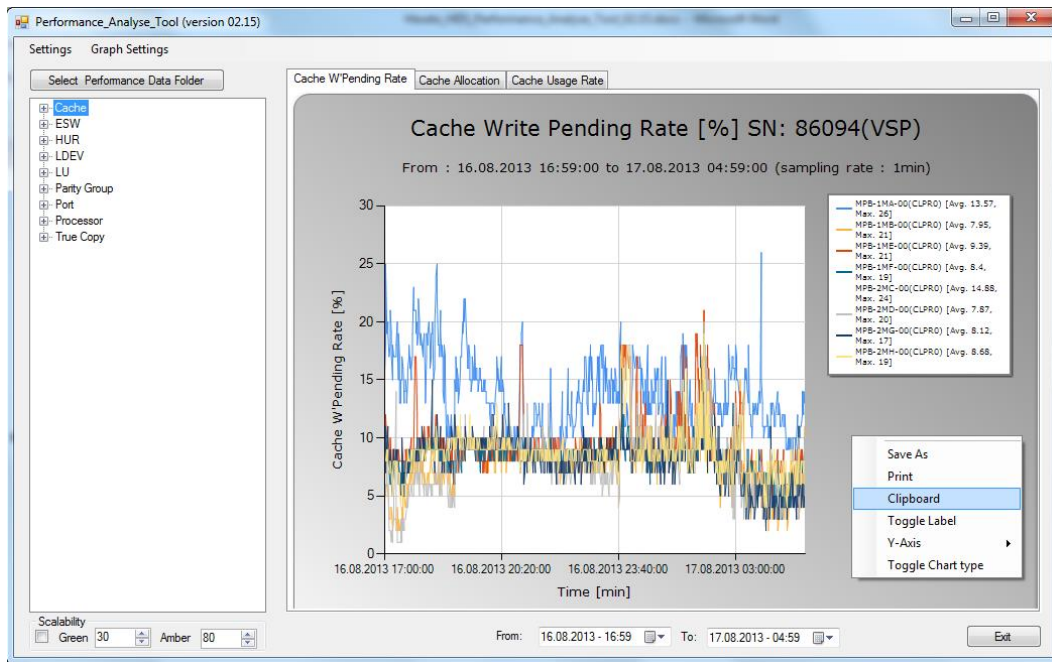 Performance_Analyse_Tool (version 02.15)
Settings Graph Settings
Select Performance Data Folder
Cache
ESW
HUR
LDEV
LU
Parity Group
Port
Processor
True Copy
Cache W'Pending Rate Cache Allocation Cache Usage Rate
Cache Write Pending Rate [%] SN: 86094(VSP)
From : 16.08.2013 16:59:00 to 17.08.2013 04:59:00 (sampling rate : 1min)
Cache W'Pending Rate [%]
30
25
20
15
10
5
0
16.08.2013 17:00:00 16.08.2013 20:20:00 16.08.2013 23:40:00 17.08.2013 03:00:00
Time [min]
MPB-1MA-00(CLPR0) [Avg. 13.57,
Max. 26]
MPB-1MB-00(CLPR0) [Avg. 7.95,
Max. 21]
MPB-1ME-00(CLPR0) [Avg. 9.39,
Max. 21]
MPB-1MF-00(CLPR0) [Avg. 8.4,
Max. 19]
MPB-2MC-00(CLPR0) [Avg. 14.88,
Max. 24]
MPB-2MD-00(CLPR0) [Avg. 7.87,
Max. 20]
MPB-2MG-00(CLPR0) [Avg. 8.12,
Max. 17]
MPB-2MH-00(CLPR0) [Avg. 8.68,
Max. 19]
Save As
Print
Clipboard
Toggle Label
Y-Axis
Toggle Chart type
Scalability
Green 30 Amber 80
From: 16.08.2013 - 16:59 To: 17.08.2013 - 04:59
Exit